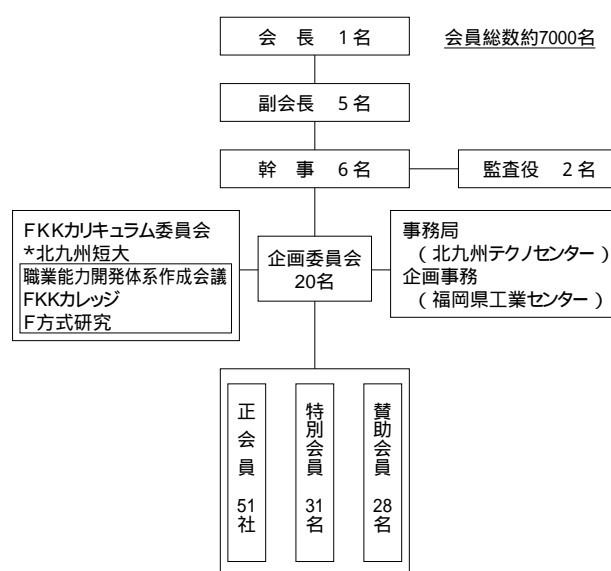 会 長 1名
会員総数約7000名
副会長 5名
幹 事 6名
監査役 2名
FKKカリキュラム委員会
*北九州短大
職業能力開発体系作成会議
FKKカレッジ
F方式研究
企画委員会
20名
事務局
(北九州テクノセンター)
企画事務
(福岡県工業センター)
正会員 51社
特別会員 31名
賛助会員 28名